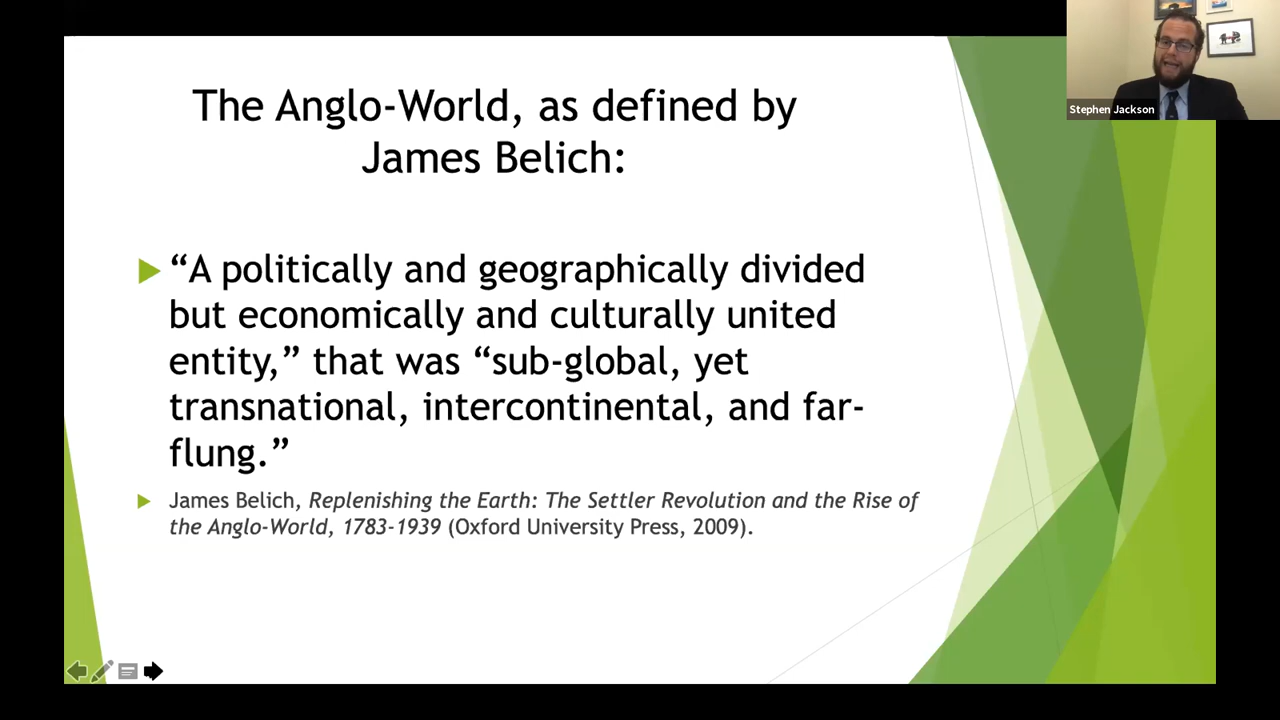 The Anglo-World, as defined by
James Belich:
“A politically and geographically divided
but economically and culturally united
entity,” that was “sub-global, yet
transnational, intercontinental, and far-
flung.”
James Belich, Replenishing the Earth: The Settler Revolution and the Rise of
the Anglo-World, 1783-1939 (Oxford University Press, 2009).
Stephen Jackson